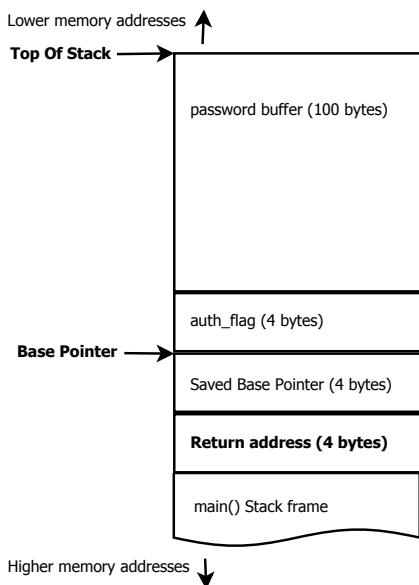 Lower memory addresses
Top Of Stack
password buffer (100 bytes)
auth_flag (4 bytes)
Base Pointer
Saved Base Pointer (4 bytes)
Return address (4 bytes)
main() Stack frame
Higher memory addresses